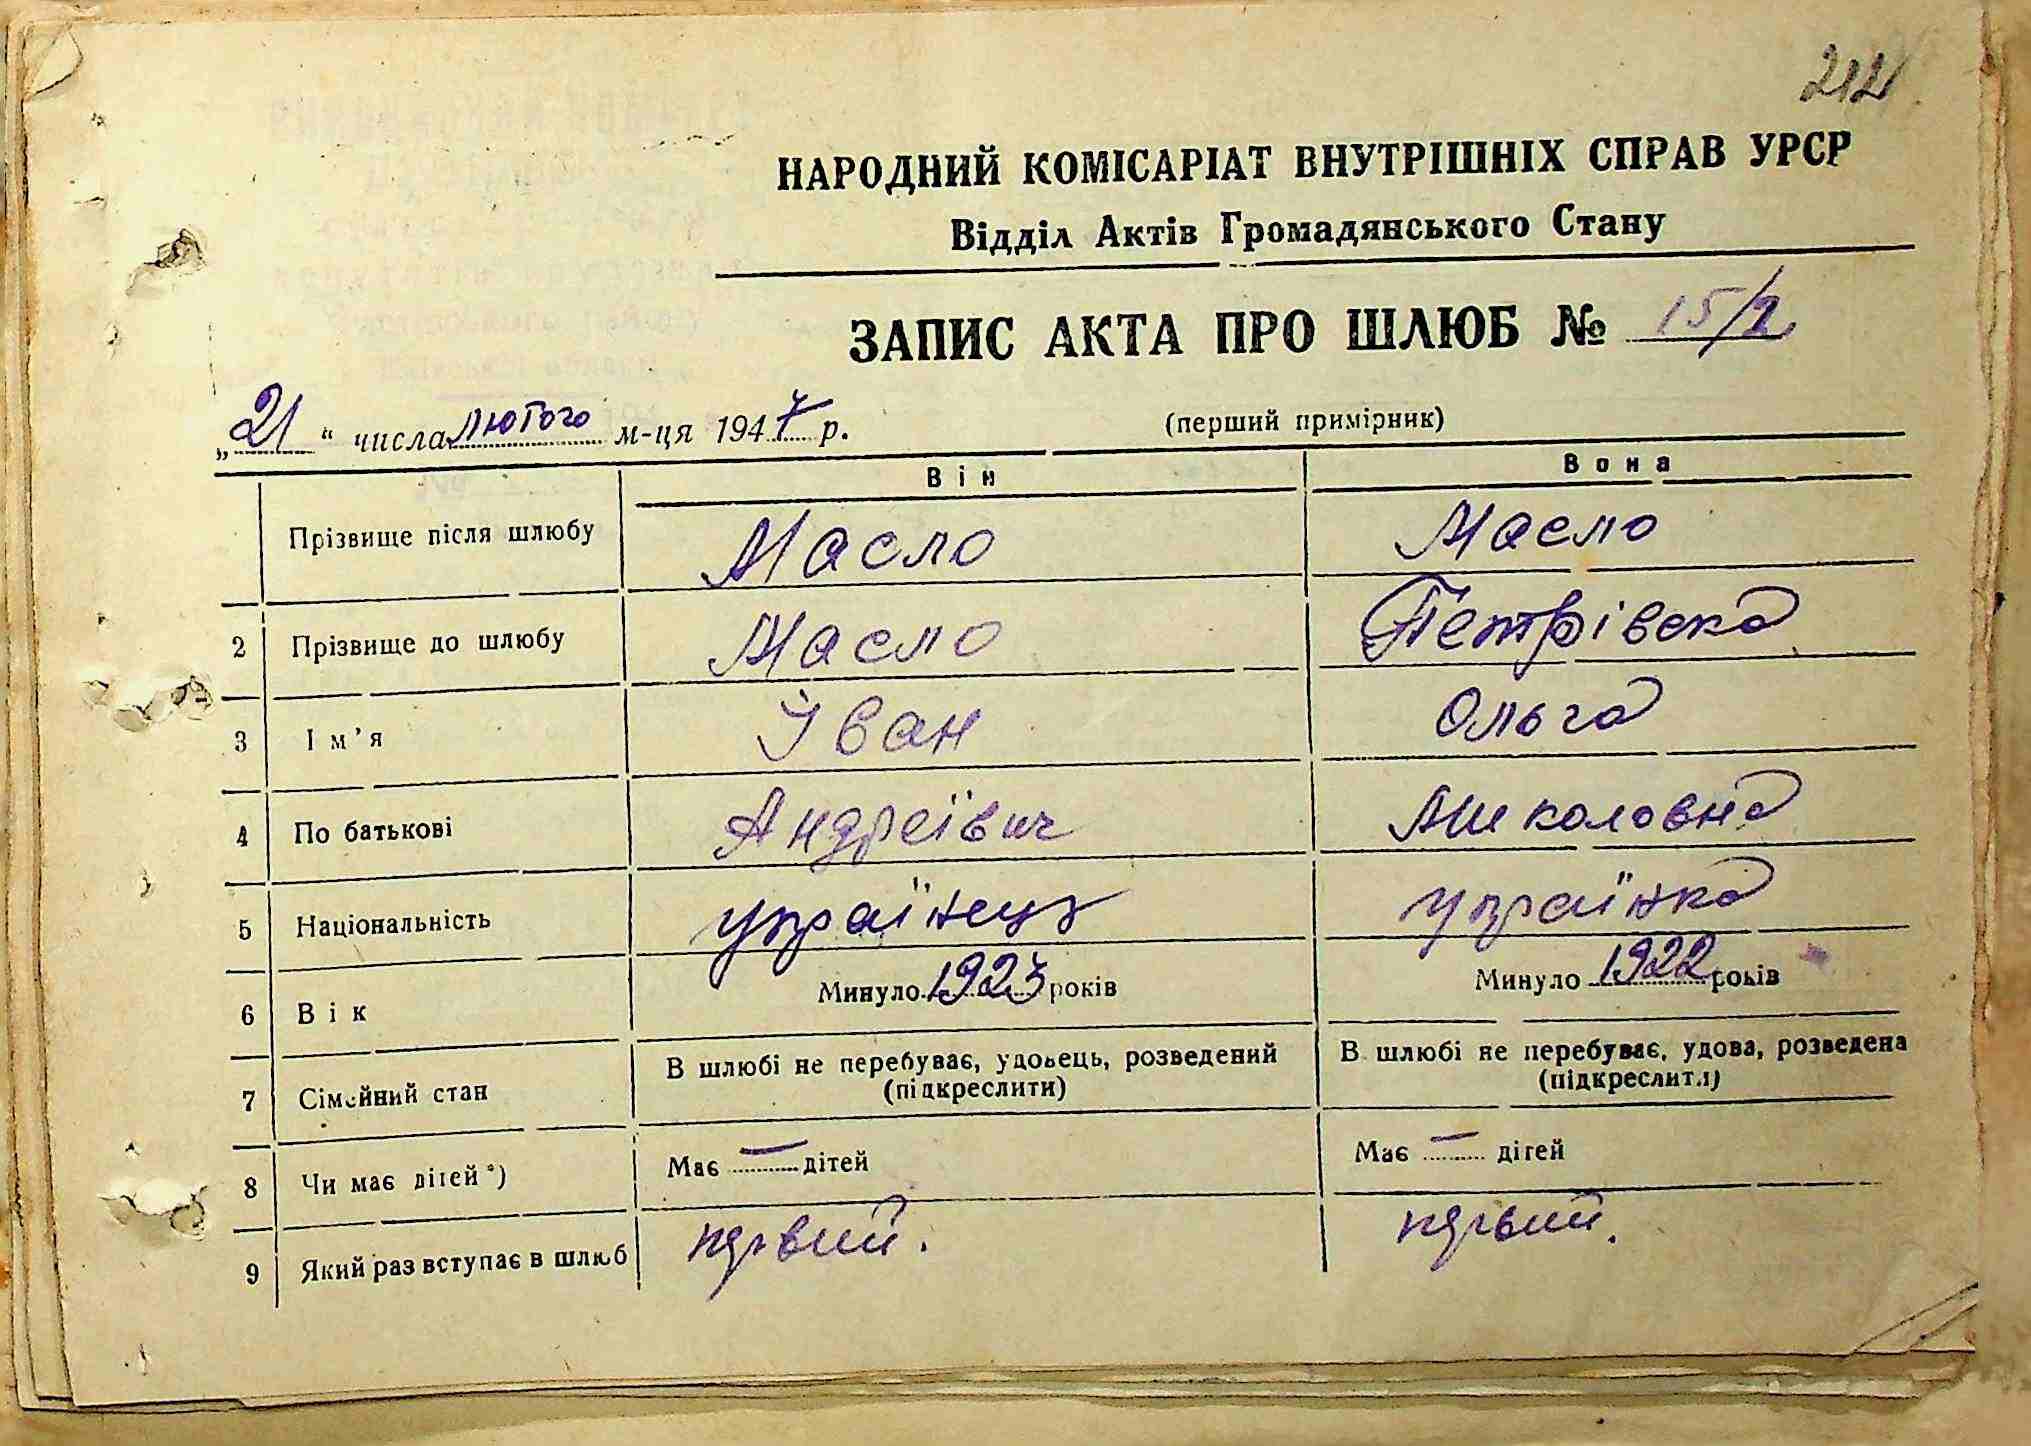 212
НАРОДНИЙ КОМІСАРІАТ ВНУТРІШНІХ СПРАВ УРСР
Відділ Актів Громадянського Стану
ЗАПИС АКТА ПРО ШЛЮБ № 15/2
„21“ числа лютого м-ця 1947 р. (перший примірник)
Він Вона
Прізвище після шлюбу Масло Масло
2 Прізвище до шлюбу Масло Петрівска
3 Ім’я Іван Ольга
4 По батькові Андреївич Миколовна
5 Національність українець українка
6 Вік Минуло 1923 років Минуло 1922 років
7 Сімейний стан В шлюбі не перебуває, удовець, розведений В шлюбі не перебуває, удова, розведена
(підкреслити) (підкреслити)
8 Чи має дітей*) Має — дітей Має — дітей
9 Який раз вступає в шлюб первий. первий.